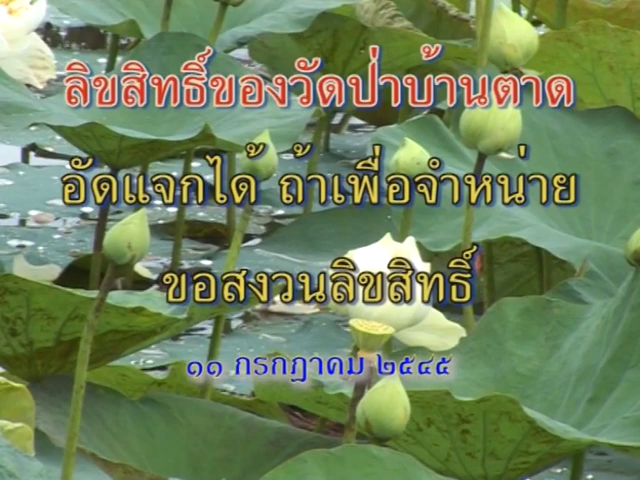 ลิขสิทธิ์ของวัดป่าบ้านตาด
อัดแจกได้ ถ้าเพื่อจำหน่าย
ขอสงวนลิขสิทธิ์
๑๑ กรกฎาคม ๒๕๔๕